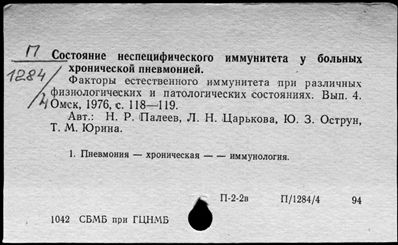 П
1284/4
Состояние неспецифического иммунитета у больных
хронической пневмонией.
Факторы естественного иммунитета при различных
физнологических и патологических состояниях. Вып. 4.
Омск, 1976, с. 118—119.
Авт.: Н. Р. Палеев, Л. Н. Царькова, Ю. З. Острун,
Т. М. Юрина.
1. Пневмония — хроническая — — иммунология.
П-2-2в П/1284/4 94
1042 СБМБ при ГЦНМБ